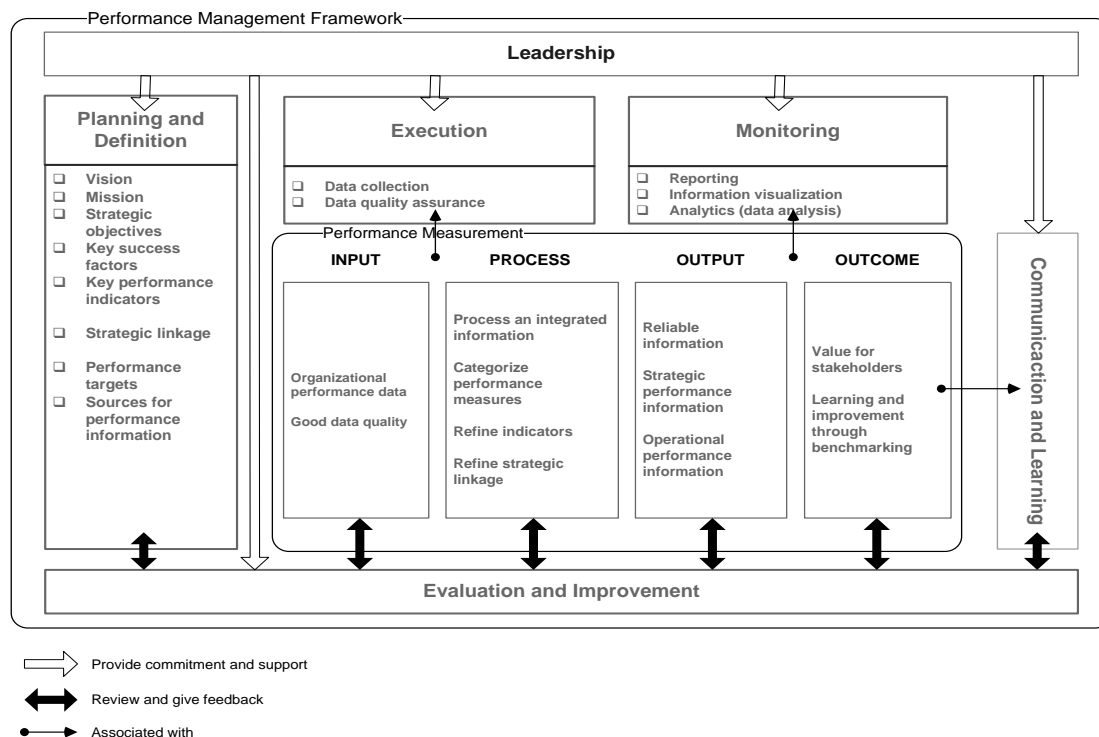 Performance Management Framework
Leadership
Planning and
Definition
❑ Vision
❑ Mission
❑ Strategic
objectives
❑ Key success
factors
❑ Key performance
indicators
❑ Strategic linkage
❑ Performance
targets
❑ Sources for
performance
information
Execution
❑ Data collection
❑ Data quality assurance
Monitoring
❑ Reporting
❑ Information visualization
❑ Analytics (data analysis)
Performance Measurement
INPUT
Organizational
performance data
Good data quality
PROCESS
Process an integrated
information
Categorize
performance
measures
Refine indicators
Refine strategic
linkage
OUTPUT
Reliable
information
Strategic
performance
information
Operational
performance
information
OUTCOME
Value for
stakeholders
Learning and
improvement
through
benchmarking
Communicaction and Learning
Evaluation and Improvement
Provide commitment and support
Review and give feedback
Associated with